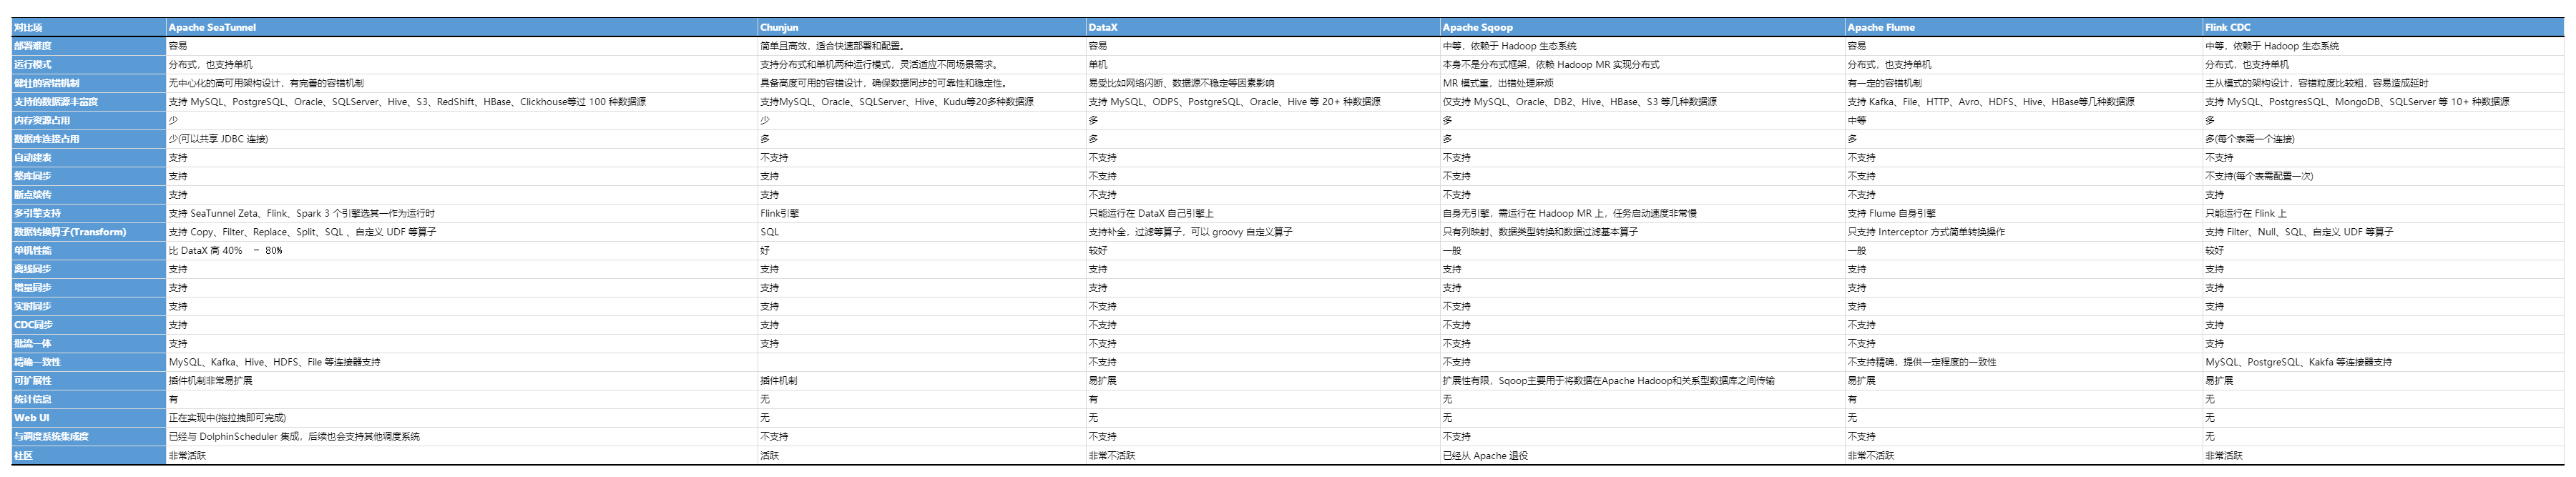 对比项 Apache SeaTunnel Chunjun DataX Apache Sqoop Apache Flume Flink CDC
部署难度 容易 简单且高效，适合快速部署和配置。 容易 中等，依赖于 Hadoop 生态系统 容易 中等，依赖于 Hadoop 生态系统
运行模式 分布式，也支持单机 支持分布式和单机两种运行模式，灵活适应不同场景需求。 单机 本身不是分布式框架，依赖 Hadoop MR 实现分布式 分布式，也支持单机 分布式，也支持单机
健壮的容错机制 无中心化的高可用架构设计，有完善的容错机制 具备高度可用的容错设计，确保数据同步的可靠性和稳定性。 易受比如网络闪断、数据源不稳定等因素影响 MR 模式重，出错处理麻烦 有一定的容错机制 主从模式的架构设计，容错粒度比较粗，容易造成延时
支持的数据源丰富度 支持 MySQL、PostgreSQL、Oracle、SQLServer、Hive、S3、RedShift、HBase、Clickhouse等过 100 种数据源 支持MySQL、Oracle、SQLServer、Hive、Kudu等20多种数据源 支持 MySQL、ODPS、PostgreSQL、Oracle、Hive 等 20+ 种数据源 仅支持 MySQL、Oracle、DB2、Hive、HBase、S3 等几种数据源 支持 Kafka、File、HTTP、Avro、HDFS、Hive、HBase等几种数据源 支持 MySQL、PostgresSQL、MongoDB、SQLServer 等 10+ 种数据源
内存资源占用 少 少 多 多 中等 多
数据库连接占用 少(可以共享 JDBC 连接) 多 多 多 多 多(每个表需一个连接)
自动建表 支持 不支持 不支持 不支持 不支持 不支持
整库同步 支持 支持 不支持 不支持 不支持 不支持(每个表需配置一次)
断点续传 支持 支持 不支持 不支持 不支持 支持
多引擎支持 支持 SeaTunnel Zeta、Flink、Spark 3 个引擎选其一作为运行时 Flink引擎 只能运行在 DataX 自己引擎上 自身无引擎，需运行在 Hadoop MR 上，任务启动速度非常慢 支持 Flume 自身引擎 只能运行在 Flink 上
数据转换算子(Transform) 支持 Copy、Filter、Replace、Split、SQL 、自定义 UDF 等算子 SQL 支持补全，过滤等算子，可以 groovy 自定义算子 只有列映射、数据类型转换和数据过滤基本算子 只支持 Interceptor 方式简单转换操作 支持 Filter、Null、SQL、自定义 UDF 等算子
单机性能 比 DataX 高 40% － 80% 好 较好 一般 一般 较好
离线同步 支持 支持 支持 支持 支持 支持
增量同步 支持 支持 支持 支持 支持 支持
实时同步 支持 支持 不支持 不支持 支持 支持
CDC同步 支持 支持 不支持 不支持 不支持 支持
批流一体 支持 支持 不支持 不支持 不支持 支持
精确一致性 MySQL、Kafka、Hive、HDFS、File 等连接器支持 不支持 不支持 不支持精确，提供一定程度的一致性 MySQL、PostgreSQL、Kakfa 等连接器支持
可扩展性 插件机制非常易扩展 插件机制 易扩展 扩展性有限，Sqoop主要用于将数据在Apache Hadoop和关系型数据库之间传输 易扩展 易扩展
统计信息 有 无 有 无 有 无
Web UI 正在实现中(拖拉拽即可完成) 无 无 无 无 无
与调度系统集成度 已经与 DolphinScheduler 集成，后续也会支持其他调度系统 不支持 不支持 不支持 不支持 无
社区 非常活跃 活跃 非常不活跃 已经从 Apache 退役 非常不活跃 非常活跃